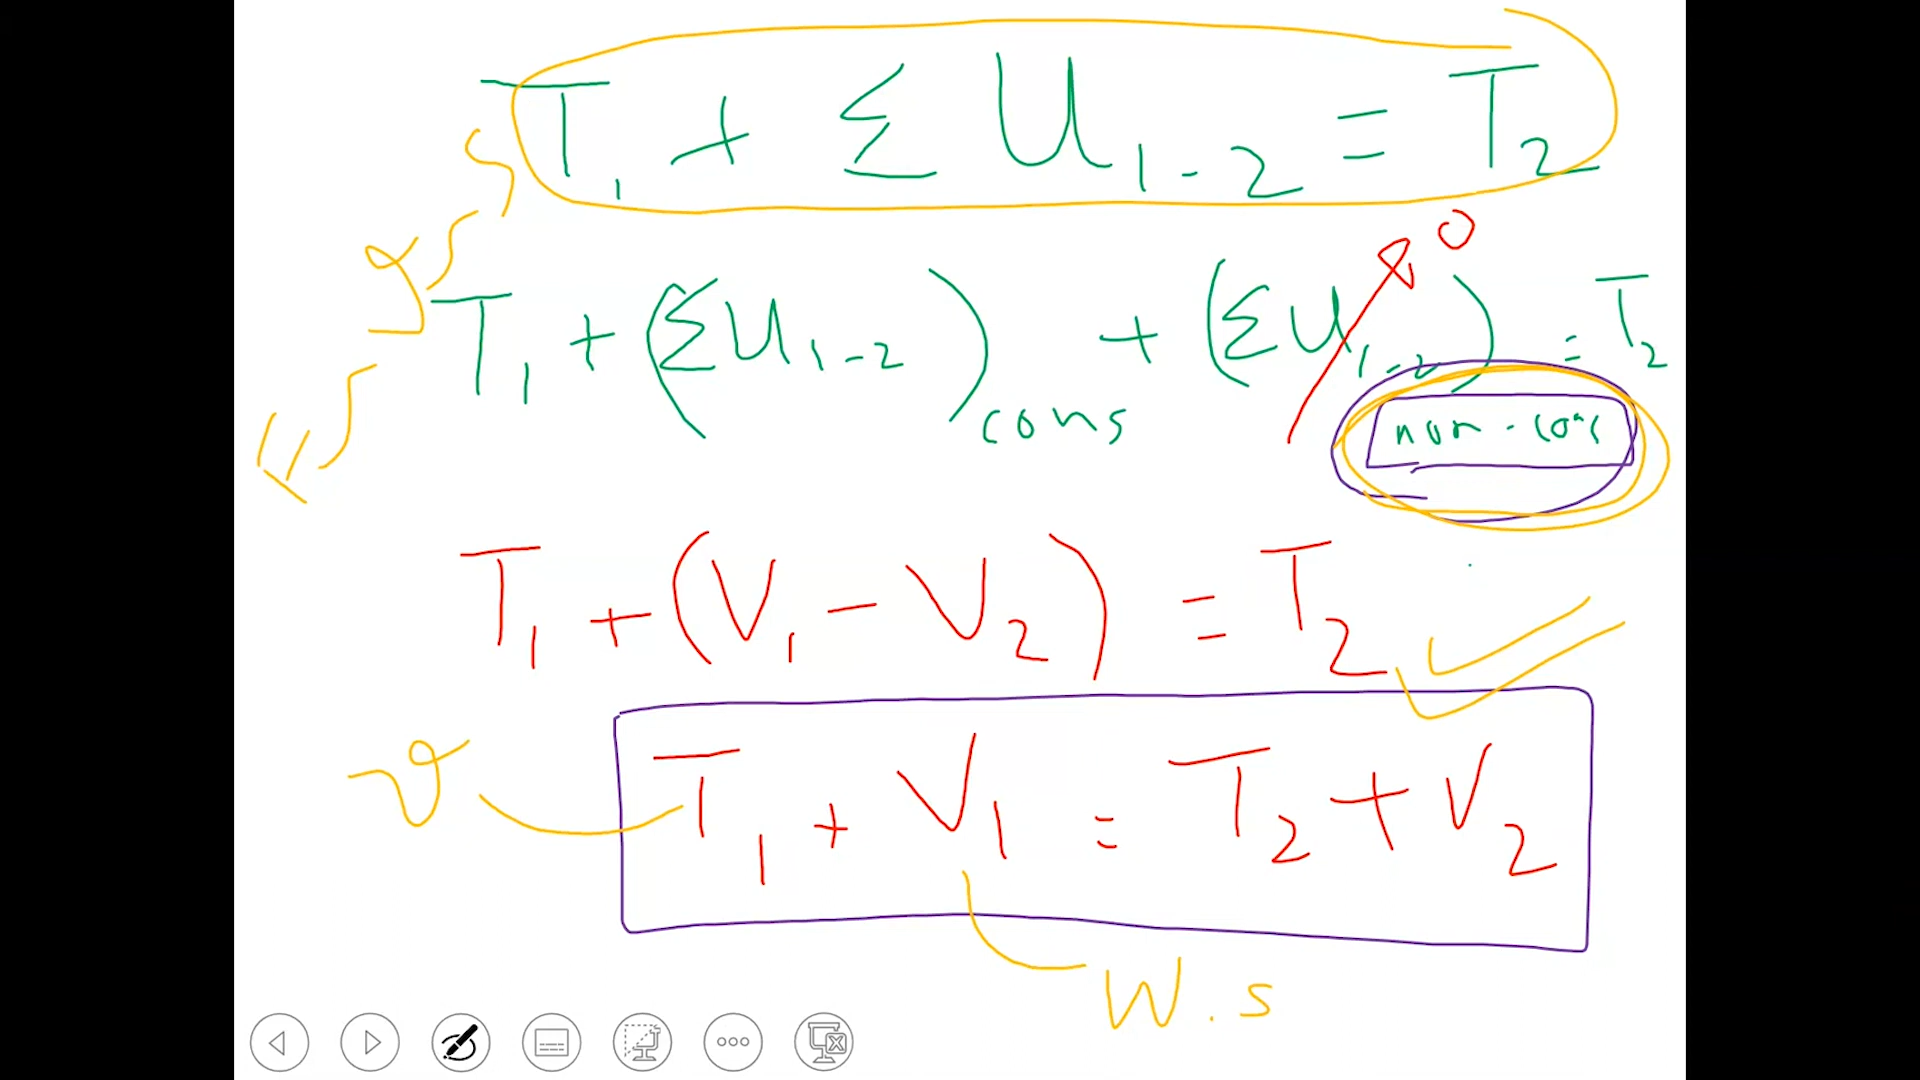 T₁ + Σ U₁₋₂ = T₂
T₁ + (ΣU₁₋₂)cons + (ΣU₁₋₂)non-cons = T₂
0
T₁ + (V₁ - V₂) = T₂
T₁ + V₁ = T₂ + V₂
W.s